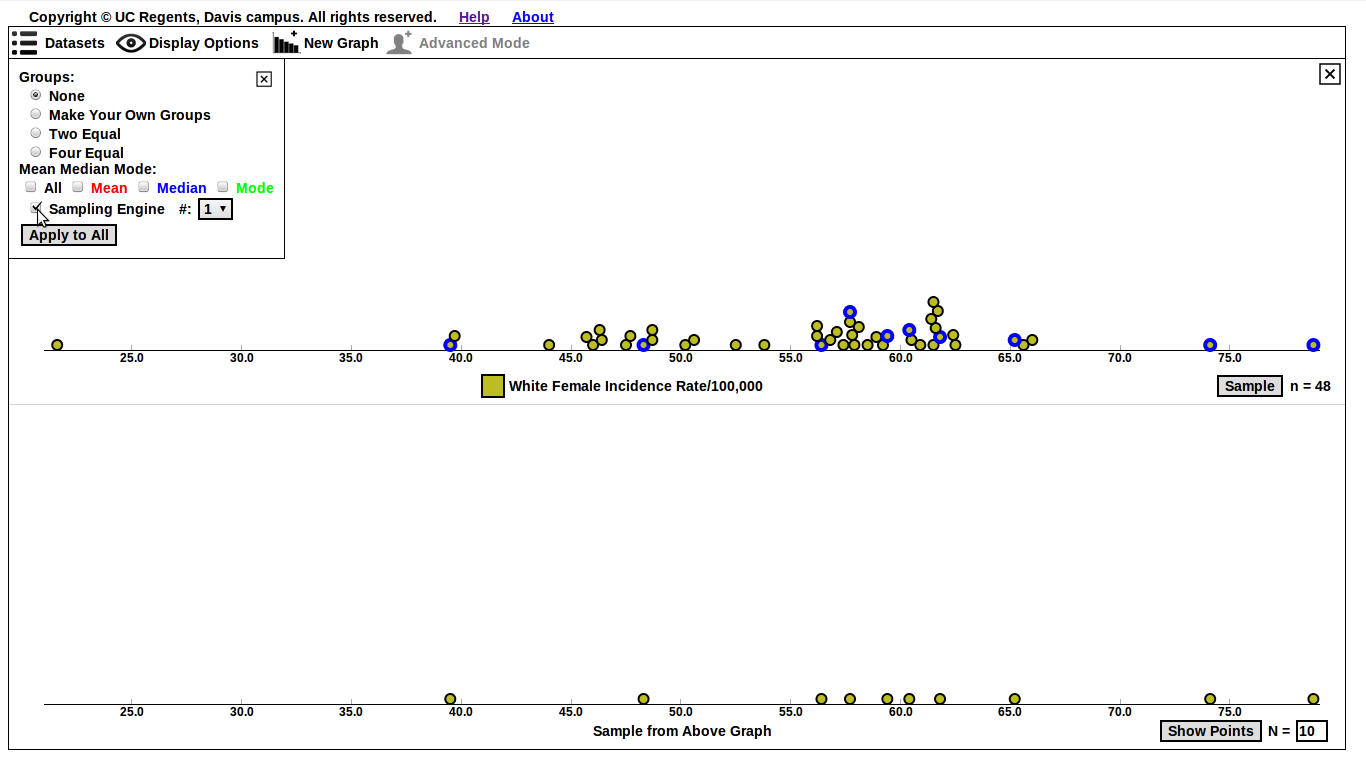 Copyright © UC Regents, Davis campus. All rights reserved. Help About
Datasets Display Options New Graph Advanced Mode
Groups:
None
Make Your Own Groups
Two Equal
Four Equal
Mean Median Mode:
All Mean Median Mode
Sampling Engine #: 1
Apply to All
25.0 30.0 35.0 40.0 45.0 50.0 55.0 60.0 65.0 70.0 75.0
White Female Incidence Rate/100,000 Sample n = 48
25.0 30.0 35.0 40.0 45.0 50.0 55.0 60.0 65.0 70.0 75.0
Sample from Above Graph Show Points N = 10